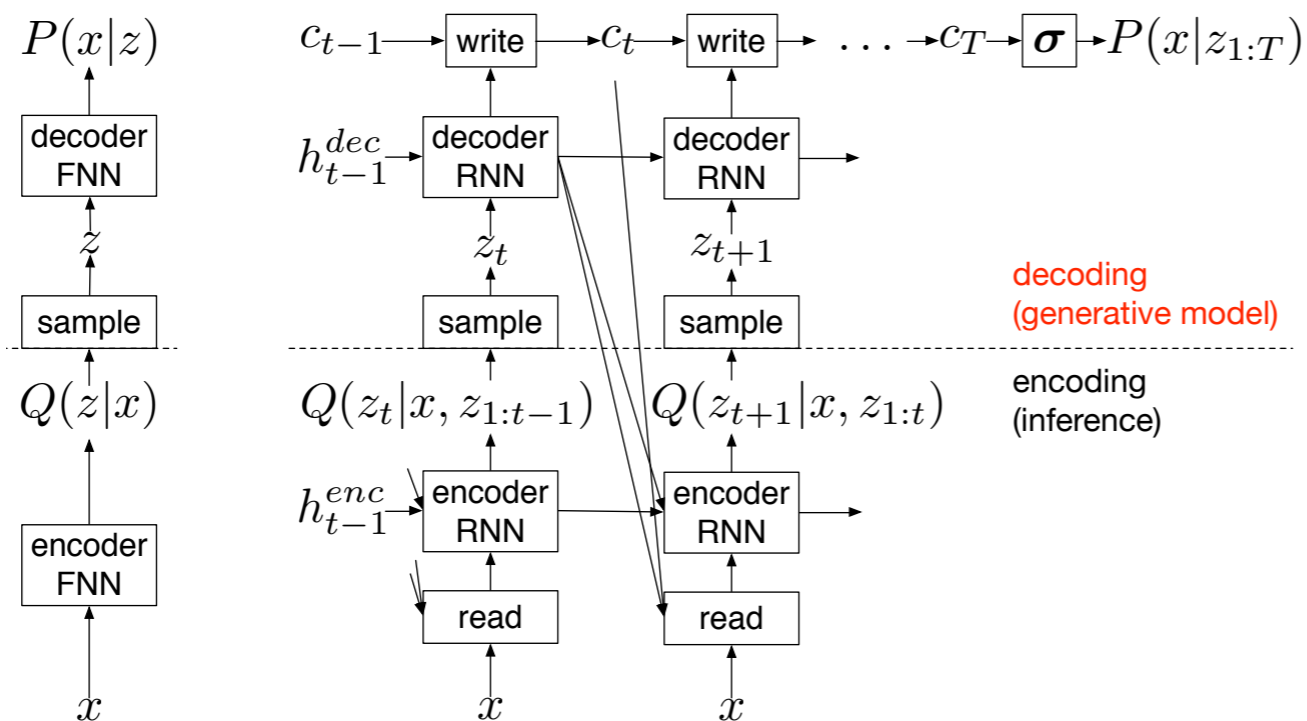 P(x|z)
decoder
FNN
z
sample
Q(z|x)
encoder
FNN
x
c_{t-1} write c_t write ... c_T σ P(x|z_{1:T})
h_{t-1}^{dec}
decoder
RNN
decoder
RNN
z_t z_{t+1}
sample sample
decoding
(generative model)
Q(z_t|x, z_{1:t-1}) Q(z_{t+1}|x, z_{1:t})
encoding
(inference)
h_{t-1}^{enc}
encoder
RNN
encoder
RNN
read read
x x